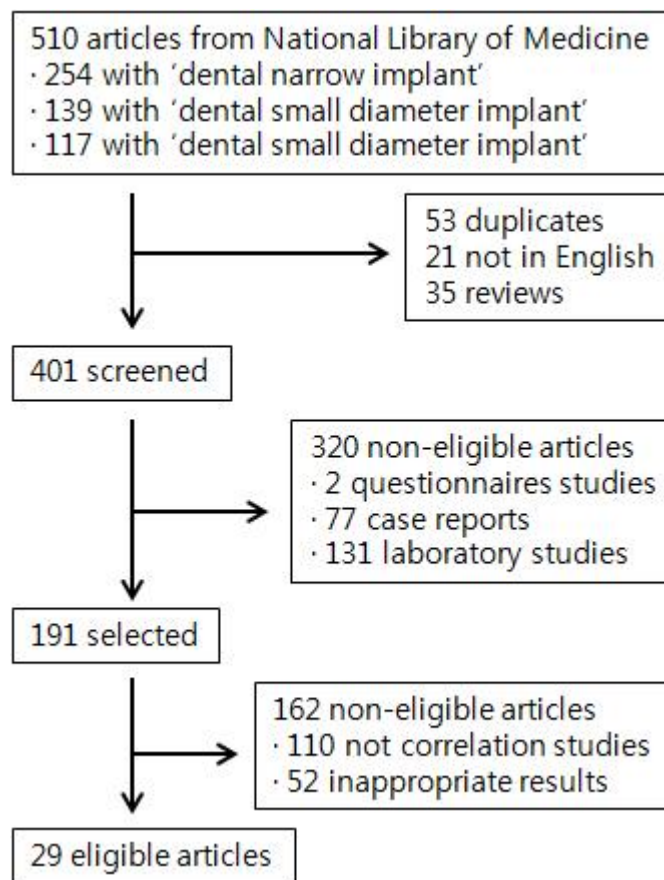 510 articles from National Library of Medicine
· 254 with ‘dental narrow implant’
· 139 with ‘dental small diameter implant’
· 117 with ‘dental small diameter implant’
53 duplicates
21 not in English
35 reviews
401 screened
320 non-eligible articles
· 2 questionnaires studies
· 77 case reports
· 131 laboratory studies
191 selected
162 non-eligible articles
· 110 not correlation studies
· 52 inappropriate results
29 eligible articles